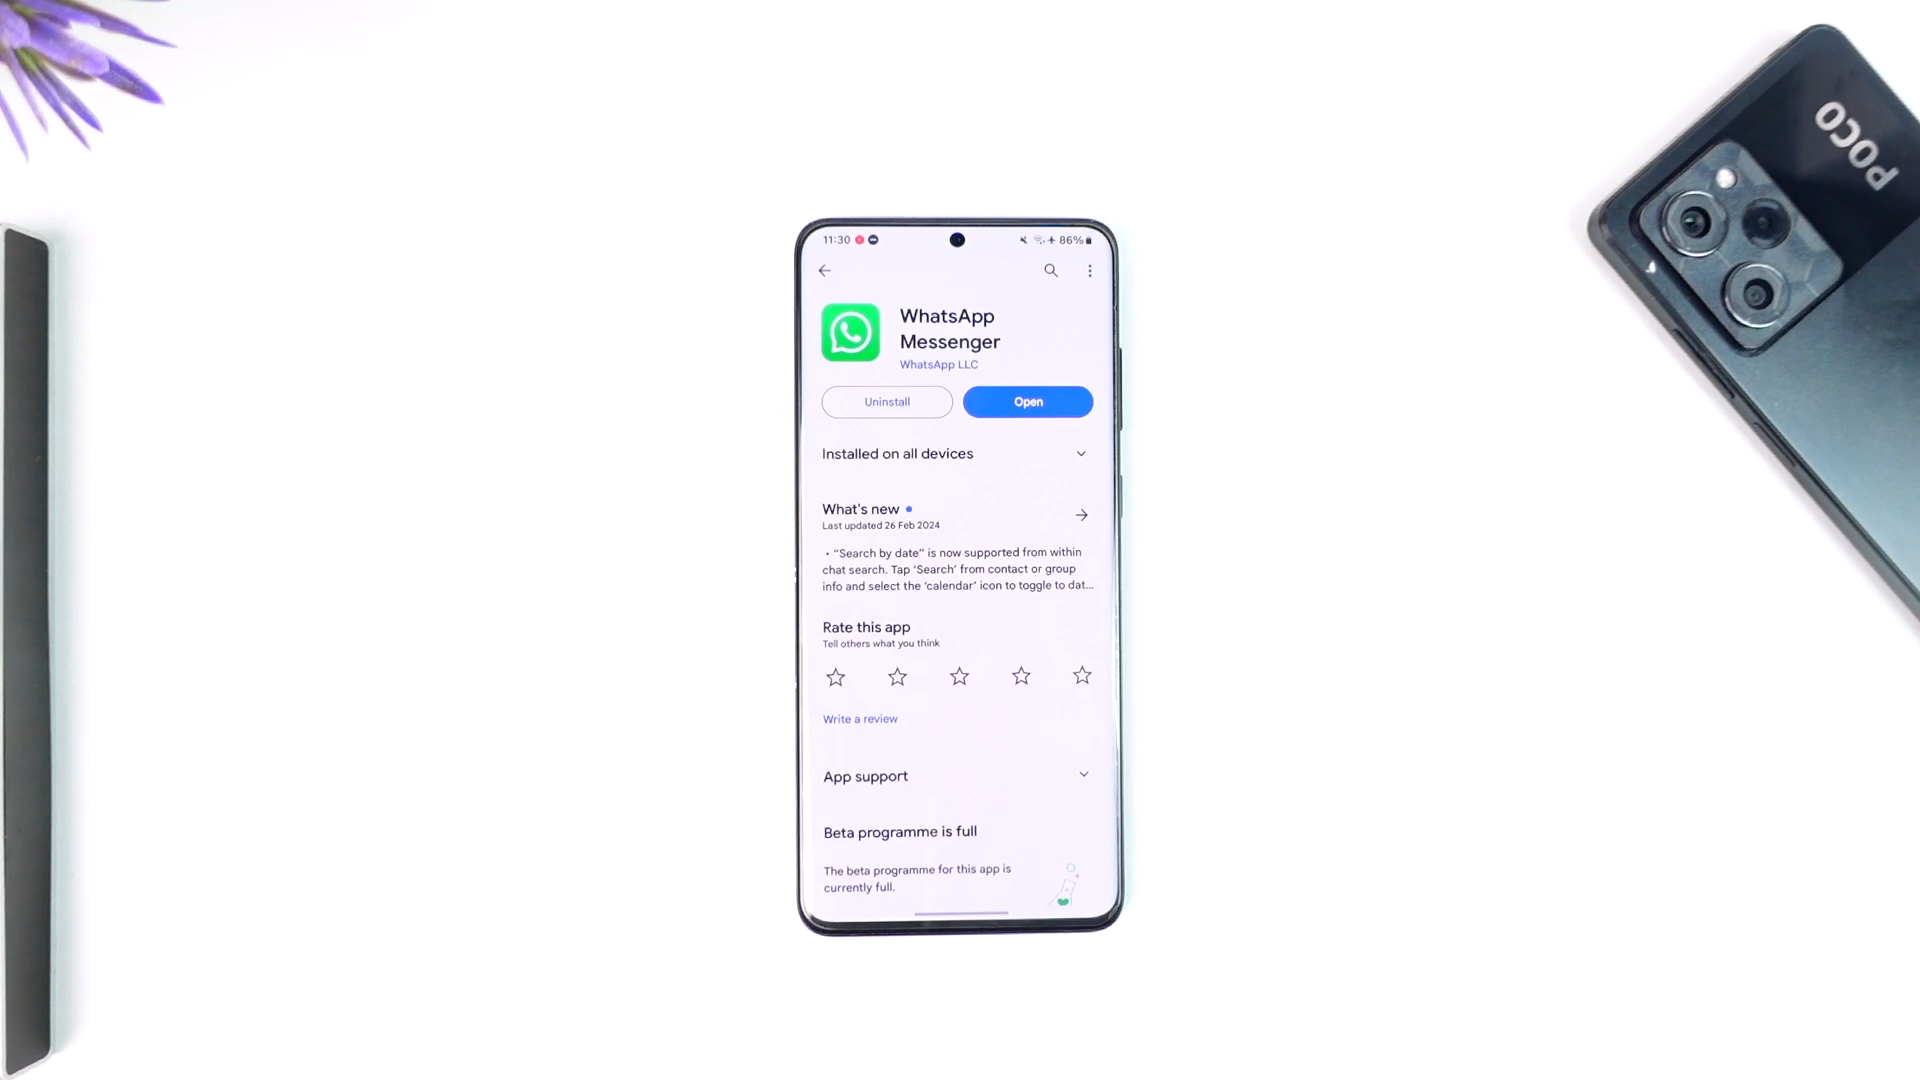 11:30
86%
WhatsApp
Messenger
WhatsApp LLC
Uninstall
Open
Installed on all devices
What's new
Last updated 26 Feb 2024
• “Search by date” is now supported from within
chat search. Tap ‘Search’ from contact or group
info and select the ‘calendar’ icon to toggle to dat...
Rate this app
Tell others what you think
Write a review
App support
Beta programme is full
The beta programme for this app is
currently full.
POCO